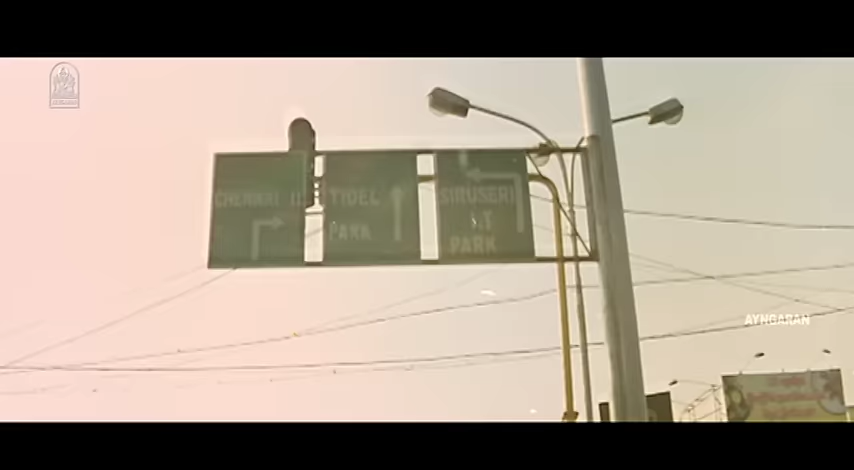 CHENNAI
TIDEL
PARK
SIRUSERI
I.T
PARK
AYNGARAN